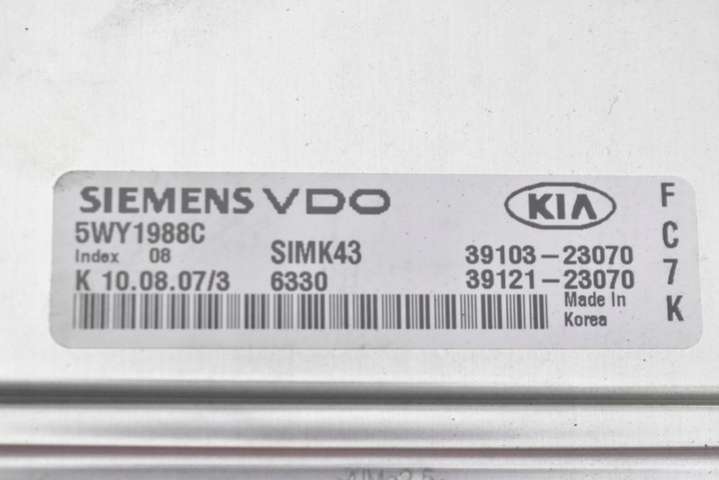 SIEMENS VDO
KIA
5WY1988C
Index 08
SIMK43
39103-23070
K 10.08.07/3
6330
39121-23070
Made In
Korea
F
C
7
K